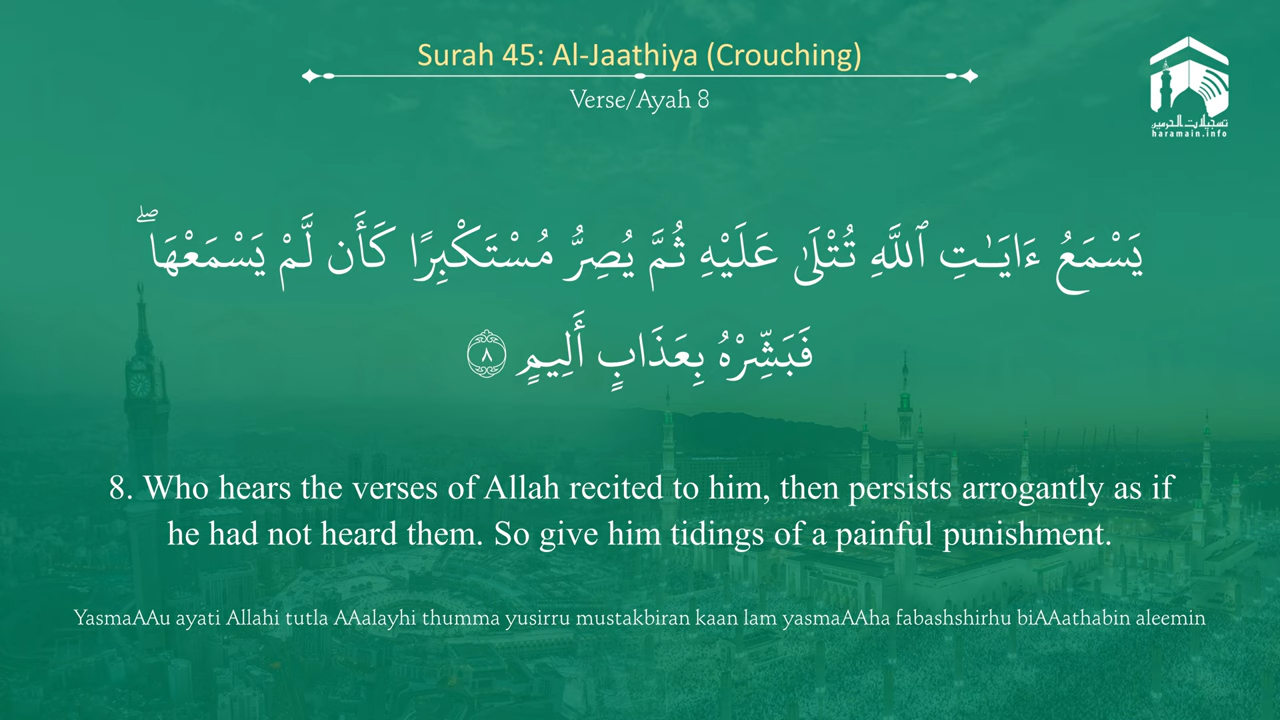 Surah 45: Al-Jaathiya (Crouching)
Verse/Ayah 8
تسجيلات الحرمين
haramain.info
يَسْمَعُ ءَايَـٰتِ ٱللَّهِ تُتْلَىٰ عَلَيْهِ ثُمَّ يُصِرُّ مُسْتَكْبِرًا كَأَن لَّمْ يَسْمَعْهَا ۖ
فَبَشِّرْهُ بِعَذَابٍ أَلِيمٍ ٨
8. Who hears the verses of Allah recited to him, then persists arrogantly as if
he had not heard them. So give him tidings of a painful punishment.
YasmaAAu ayati Allahi tutla AAalayhi thumma yusirru mustakbiran kaan lam yasmaAAha fabashshirhu biAAathabin aleemin